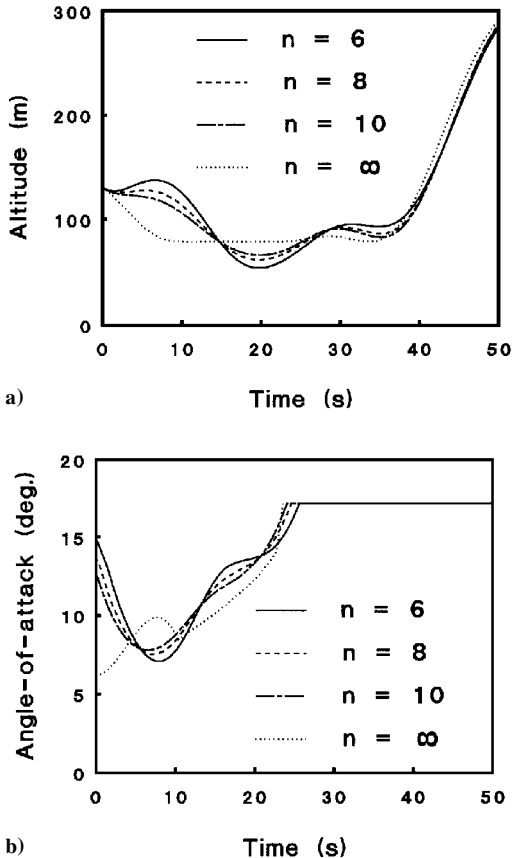 300
200
100
0
Altitude (m)
n = 6
n = 8
n = 10
n = ∞
0 10 20 30 40 50
a) Time (s)
20
15
10
5
0
Angle-of-attack (deg.)
n = 6
n = 8
n = 10
n = ∞
0 10 20 30 40 50
b) Time (s)